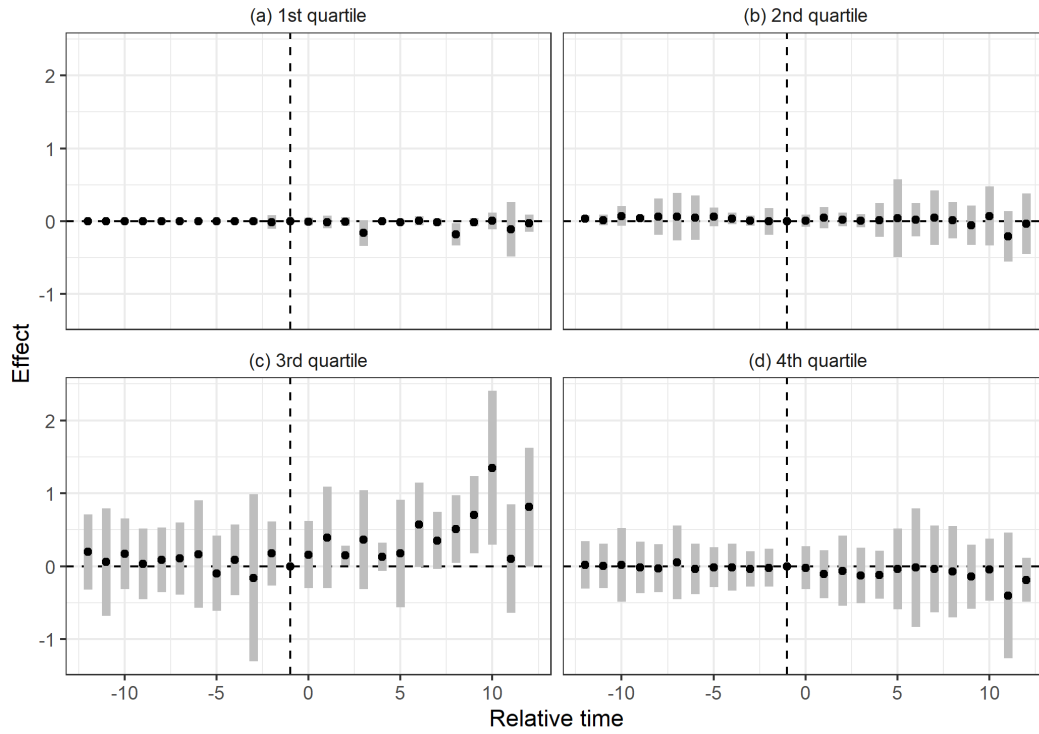 (a) 1st quartile
(b) 2nd quartile
2
1
0
-1
(c) 3rd quartile
(d) 4th quartile
Effect
2
1
0
-1
-10 -5 0 5 10
-10 -5 0 5 10
Relative time